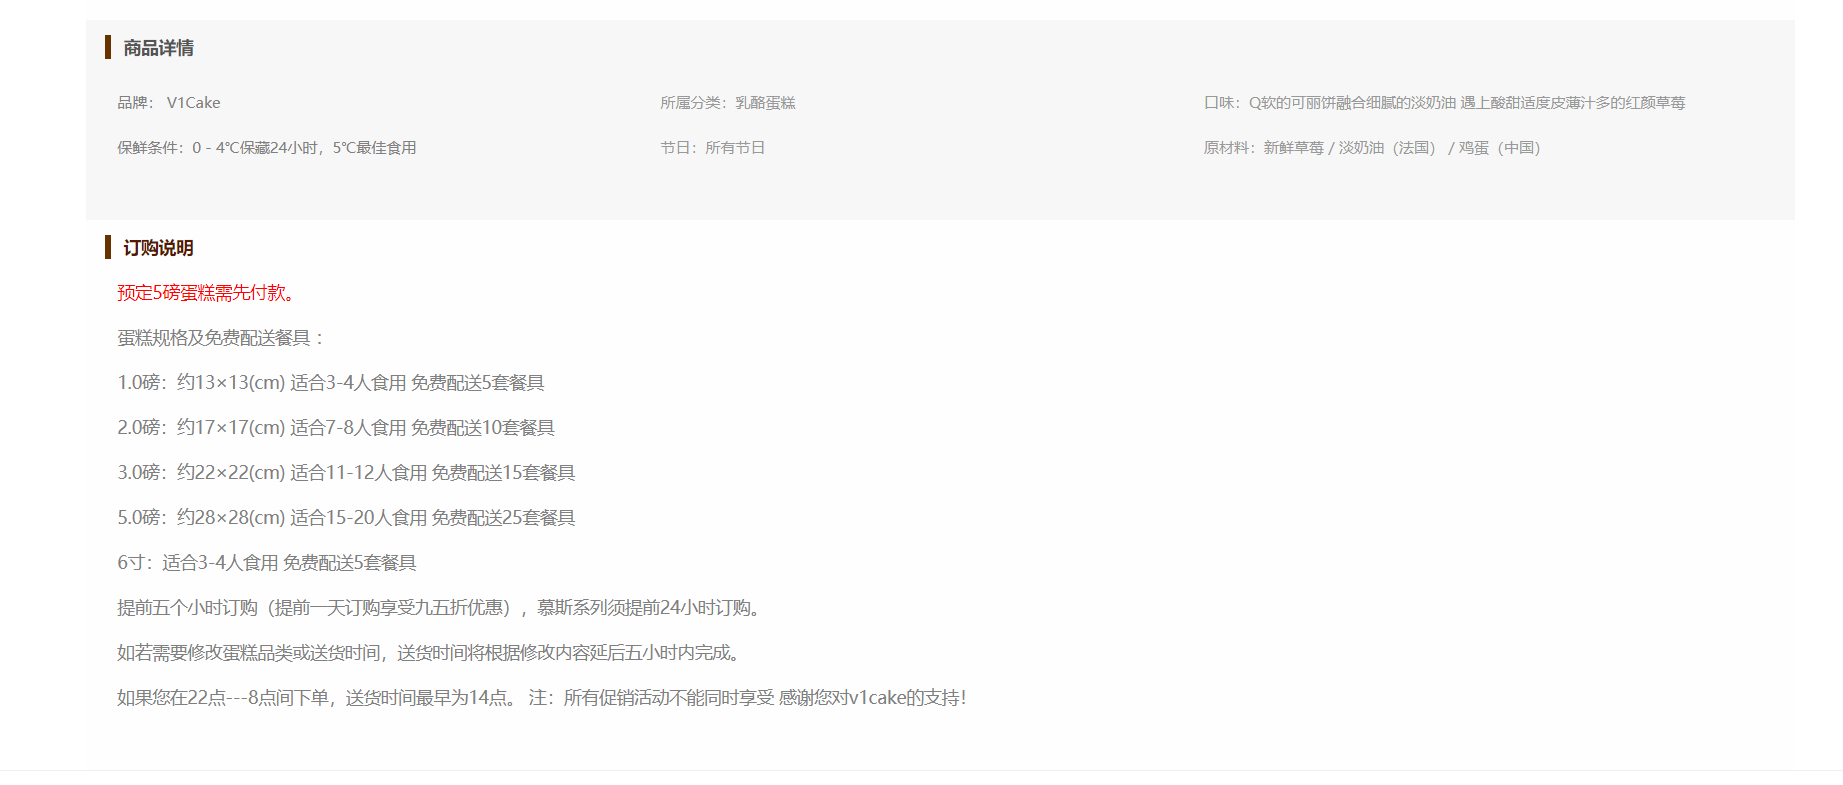 商品详情
品牌： V1Cake
所属分类：乳酪蛋糕
口味：Q软的可丽饼融合细腻的淡奶油 遇上酸甜适度皮薄汁多的红颜草莓
保鲜条件：0 - 4℃保藏24小时，5℃最佳食用
节日：所有节日
原材料：新鲜草莓 / 淡奶油（法国） / 鸡蛋（中国）
订购说明
预定5磅蛋糕需先付款。
蛋糕规格及免费配送餐具：
1.0磅：约13×13(cm) 适合3-4人食用 免费配送5套餐具
2.0磅：约17×17(cm) 适合7-8人食用 免费配送10套餐具
3.0磅：约22×22(cm) 适合11-12人食用 免费配送15套餐具
5.0磅：约28×28(cm) 适合15-20人食用 免费配送25套餐具
6寸：适合3-4人食用 免费配送5套餐具
提前五个小时订购（提前一天订购享受九五折优惠），慕斯系列须提前24小时订购。
如若需要修改蛋糕品类或送货时间，送货时间将根据修改内容延后五小时内完成。
如果您在22点---8点间下单，送货时间最早为14点。 注：所有促销活动不能同时享受 感谢您对v1cake的支持！